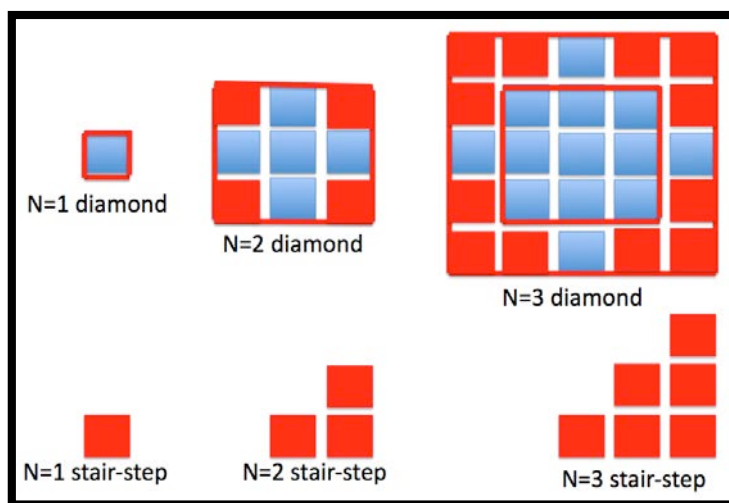 N=1 diamond
N=2 diamond
N=3 diamond
N=1 stair-step
N=2 stair-step
N=3 stair-step